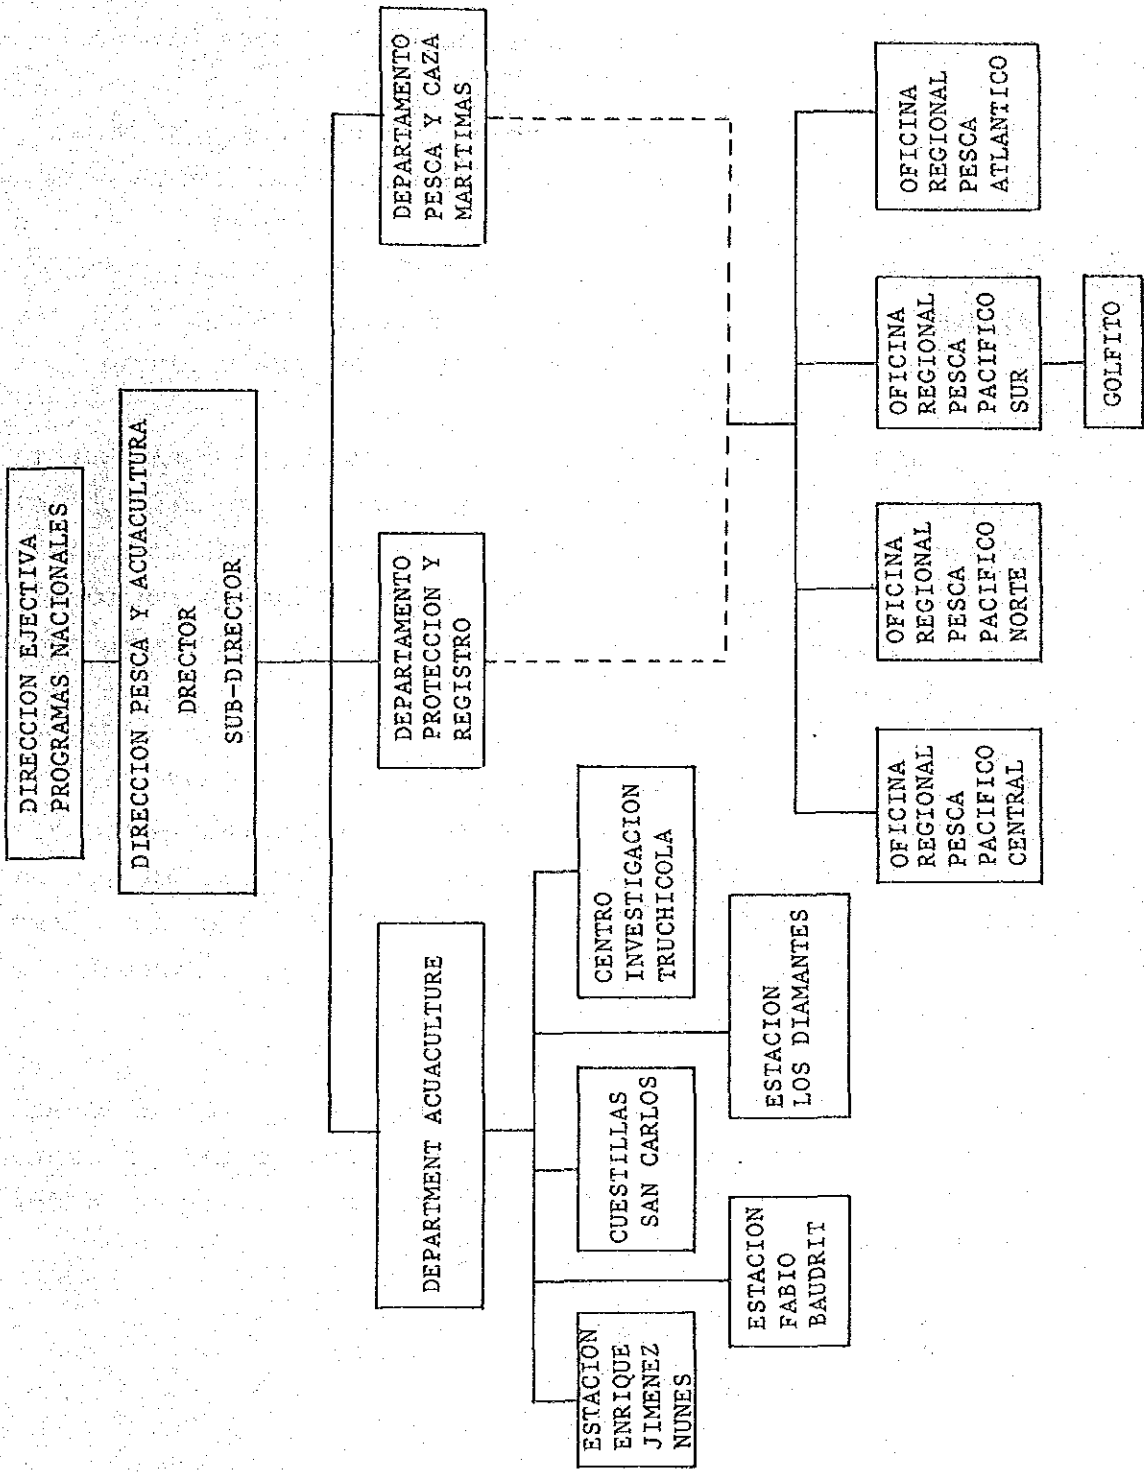 DIRECCION EJECTIVA
PROGRAMAS NACIONALES
DIRECCION PESCA Y ACUACULTURA
DRECTOR
SUB-DIRECTOR
DEPARTMENT ACUACULTURE
DEPARTAMENTO
PROTECCION Y
REGISTRO
DEPARTAMENTO
PESCA Y CAZA
MARITIMAS
ESTACION
ENRIQUE
JIMENEZ
NUNES
CUESTILLAS
SAN CARLOS
CENTRO
INVESTIGACION
TRUCHICOLA
ESTACION
FABIO
BAUDRIT
ESTACION
LOS DIAMANTES
OFICINA
REGIONAL
PESCA
PACIFICO
CENTRAL
OFICINA
REGIONAL
PESCA
PACIFICO
NORTE
OFICINA
REGIONAL
PESCA
PACIFICO
SUR
OFICINA
REGIONAL
PESCA
ATLANTICO
GOLFITO